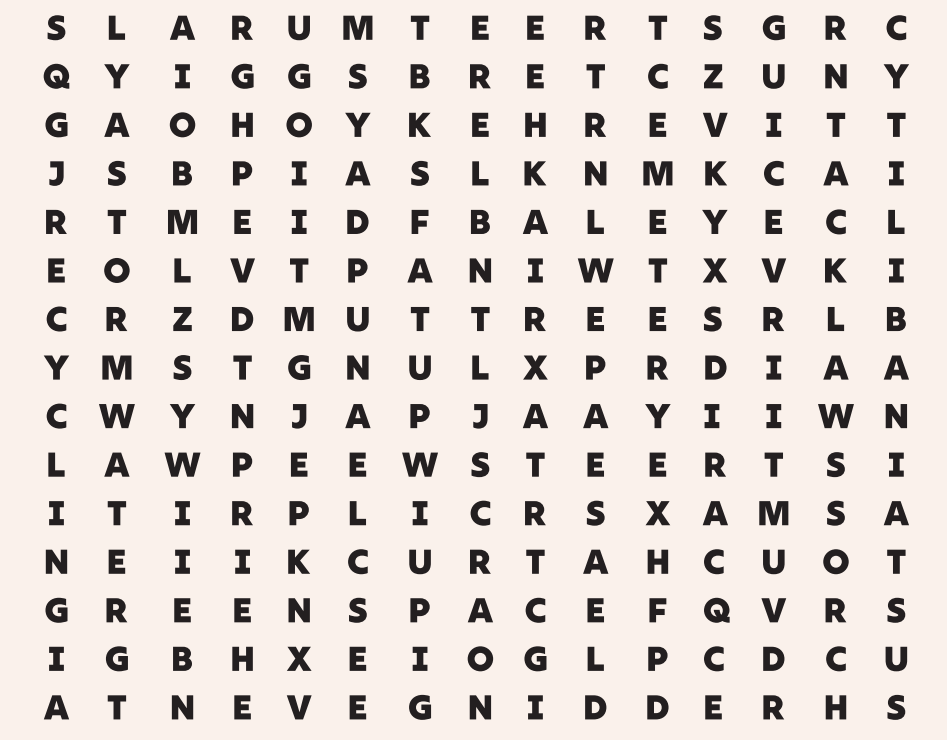 S L A R U M T E E R T S G R C
Q Y I G G S B R E T C Z U N Y
G A O H O Y K E H R E V I T T
J S B P I A S L K N M K C A I
R T M E I D F B A L E Y E C L
E O L V T P A N I W T X V K I
C R Z D M U T T R E E S R L B
Y M S T G N U L X P R D I A A
C W Y N J A P J A A Y I I W N
L A W P E E W S T E E R T S I
I T I R P L I C R S X A M S A
N E I I K C U R T A H C U O T
G R E E N S P A C E F Q V R S
I G B H X E I O G L P C D C U
A T N E V E G N I D D E R H S